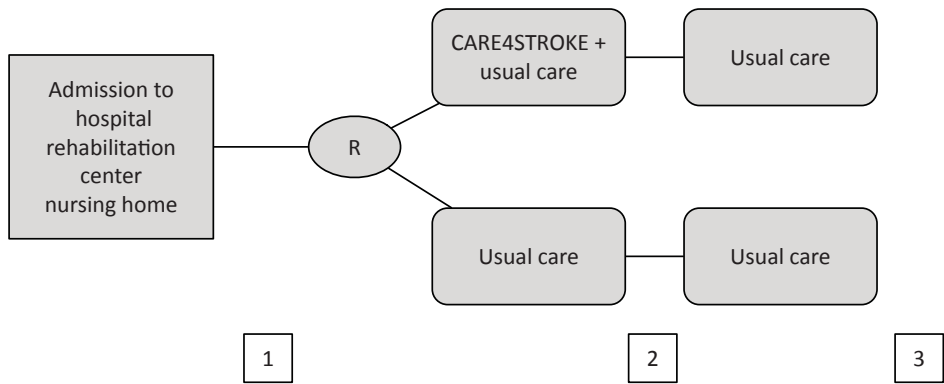 Admission to
hospital
rehabilitation
center
nursing home
R
CARE4STROKE +
usual care
Usual care
Usual care
Usual care
1
2
3